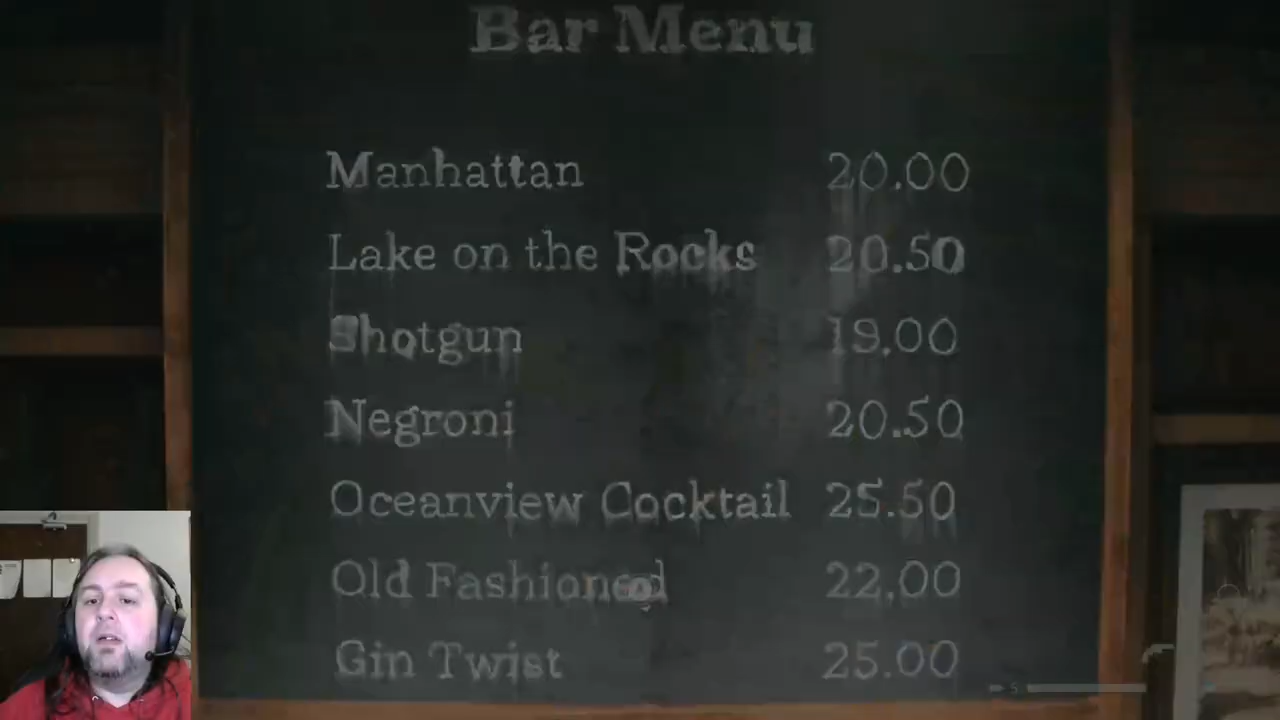 Bar Menu
Manhattan 20.00
Lake on the Rocks 20.50
Shotgun 19.00
Negroni 20.50
Oceanview Cocktail 25.50
Old Fashioned 22.00
Gin Twist 25.00
5